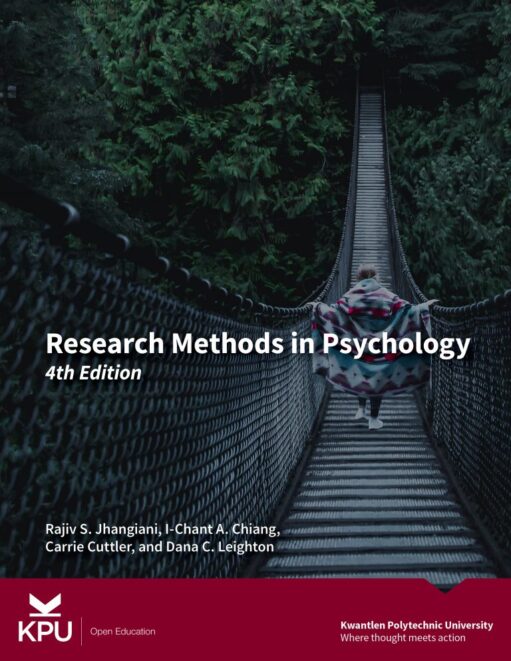 Research Methods in Psychology
4th Edition
Rajiv S. Jhangiani, I-Chant A. Chiang,
Carrie Cuttler, and Dana C. Leighton
KPU
Open Education
Kwantlen Polytechnic University
Where thought meets action